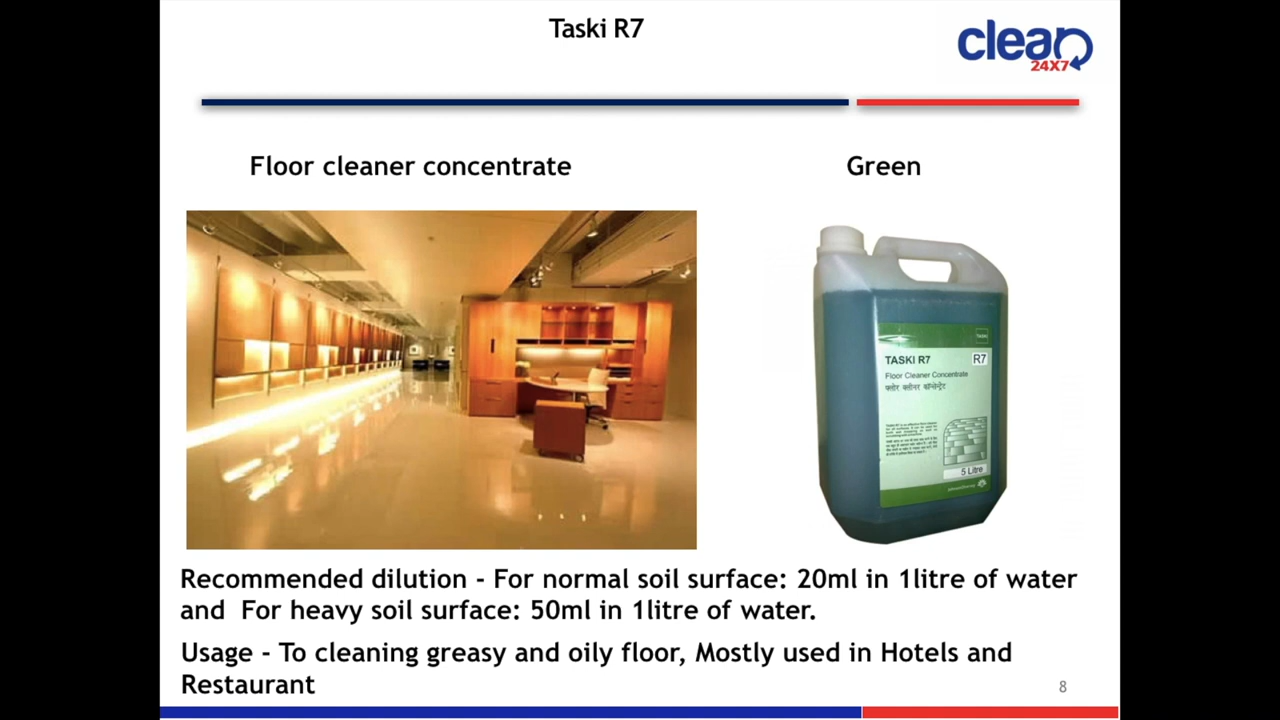 Taski R7
clean
24X7
Floor cleaner concentrate
Green
TASKI R7
R7
Floor Cleaner Concentrate
फ्लोर क्लीनर कॉन्सेन्ट्रेट
5 Litre
Recommended dilution - For normal soil surface: 20ml in 1litre of water
and For heavy soil surface: 50ml in 1litre of water.
Usage - To cleaning greasy and oily floor, Mostly used in Hotels and
Restaurant
8